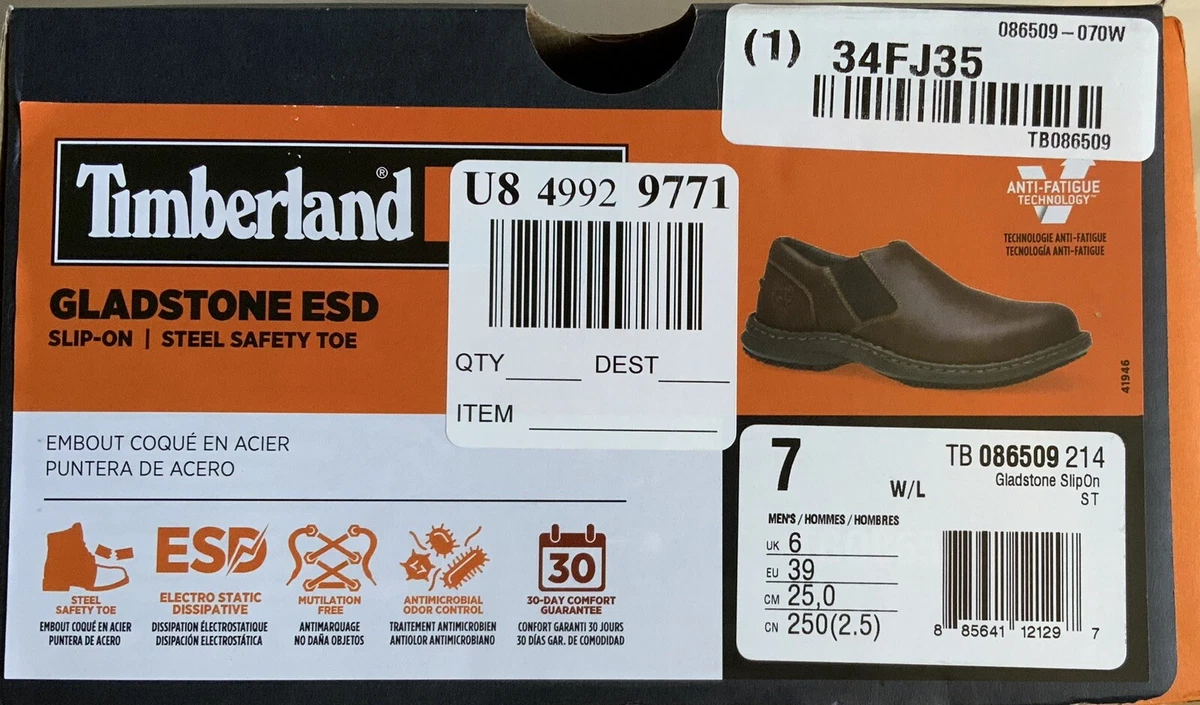 (1) 34FJ35
086509-070W
TB086509
Timberland®
U8 4992 9771
QTY
DEST
ITEM
GLADSTONE ESD
SLIP-ON | STEEL SAFETY TOE
ANTI-FATIGUE
TECHNOLOGY™
TECHNOLOGIE ANTI-FATIGUE
TECNOLOGÍA ANTI-FATIGUE
41946
EMBOUT COQUÉ EN ACIER
PUNTERA DE ACERO
STEEL
SAFETY TOE
EMBOUT COQUÉ EN ACIER
PUNTERA DE ACERO
ESD
ELECTRO STATIC
DISSIPATIVE
DISSIPATION ÉLECTROSTATIQUE
DISIPACIÓN ELECTROSTÁTICA
MUTILATION
FREE
ANTIMARQUAGE
NO DAÑA OBJETOS
ANTIMICROBIAL
ODOR CONTROL
TRAITEMENT ANTIMICROBIEN
ANTIOLOR ANTIMICROBIANO
30
30-DAY COMFORT
GUARANTEE
CONFORT GARANTI 30 JOURS
30 DÍAS GAR. DE COMODIDAD
7
W/L
TB 086509 214
Gladstone SlipOn
ST
MEN'S / HOMMES / HOMBRES
UK 6
EU 39
CM 25,0
CN 250(2.5)
8 85641 12129 7